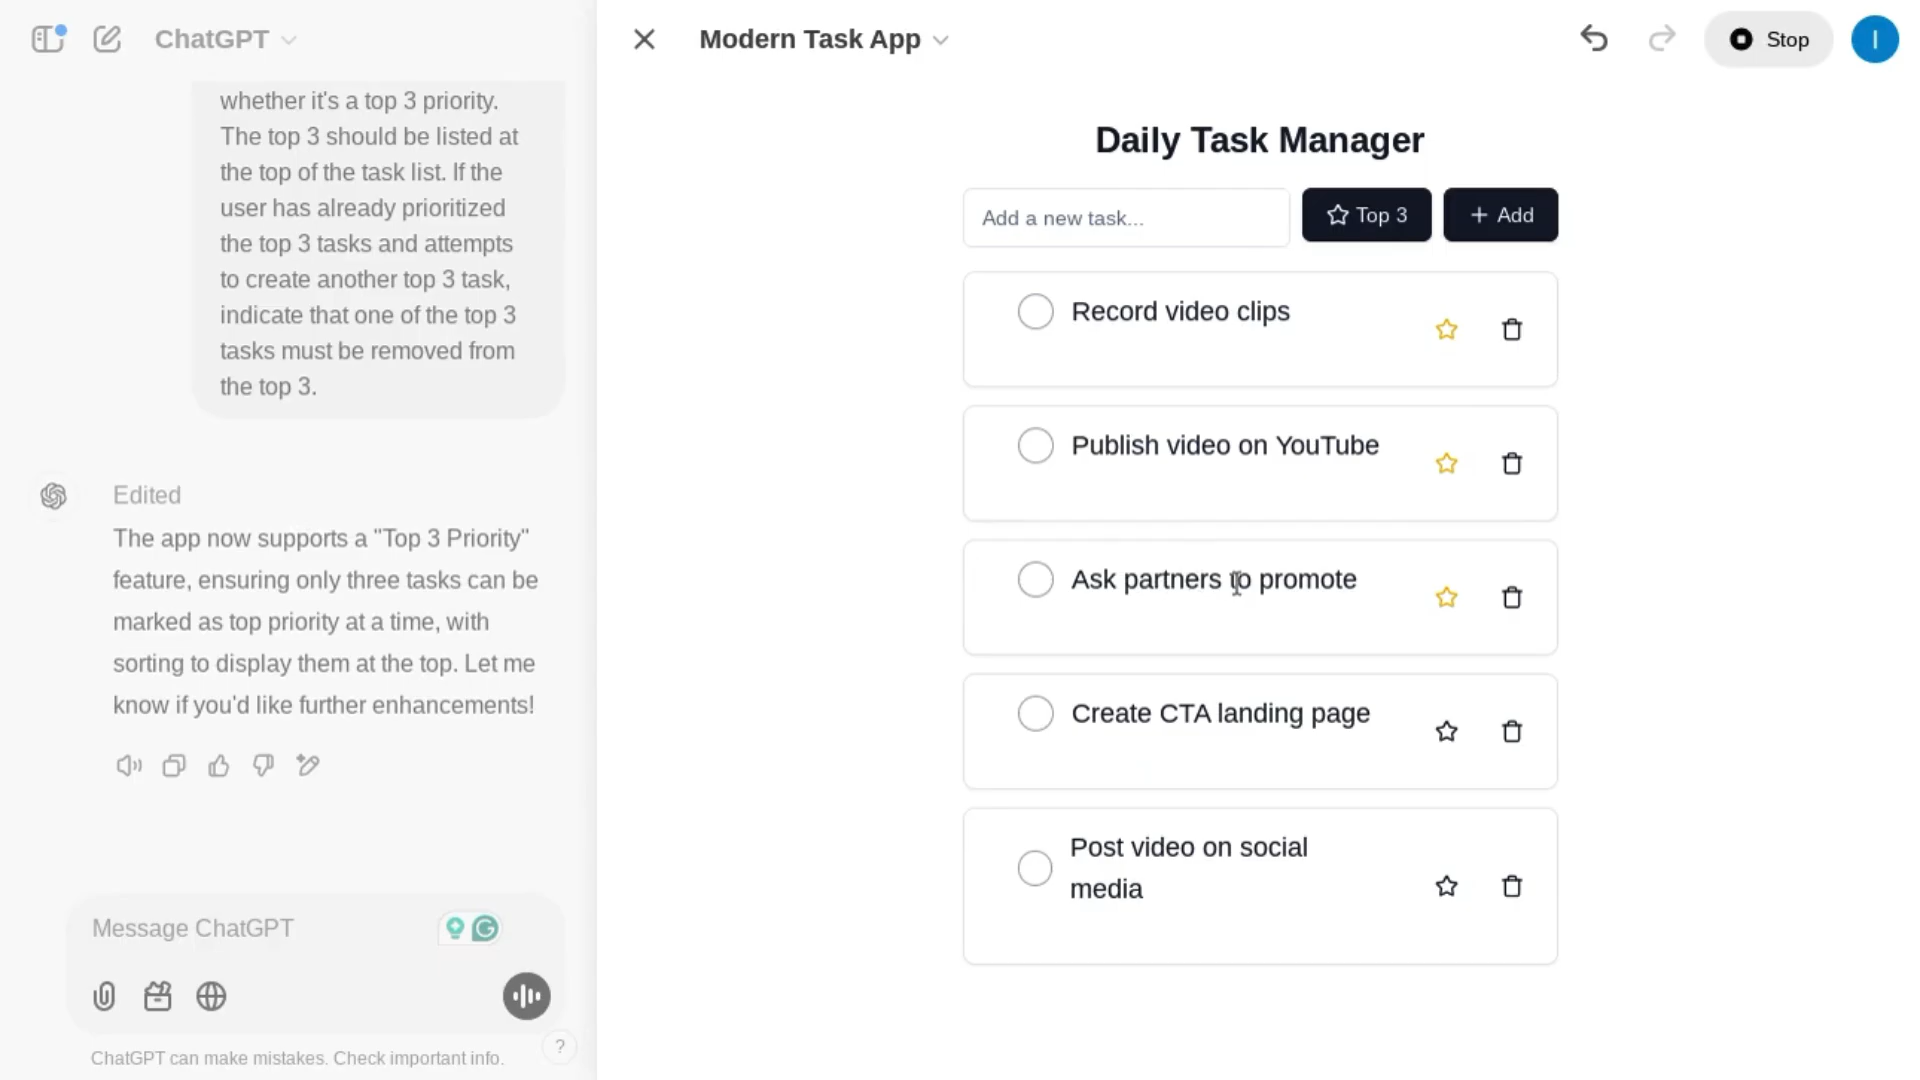 ChatGPT
whether it's a top 3 priority.
The top 3 should be listed at
the top of the task list. If the
user has already prioritized
the top 3 tasks and attempts
to create another top 3 task,
indicate that one of the top 3
tasks must be removed from
the top 3.
Edited
The app now supports a "Top 3 Priority"
feature, ensuring only three tasks can be
marked as top priority at a time, with
sorting to display them at the top. Let me
know if you'd like further enhancements!
Message ChatGPT
ChatGPT can make mistakes. Check important info.
?
Modern Task App
Stop
I
Daily Task Manager
Add a new task...
Top 3
+ Add
Record video clips
Publish video on YouTube
Ask partners to promote
Create CTA landing page
Post video on social
media